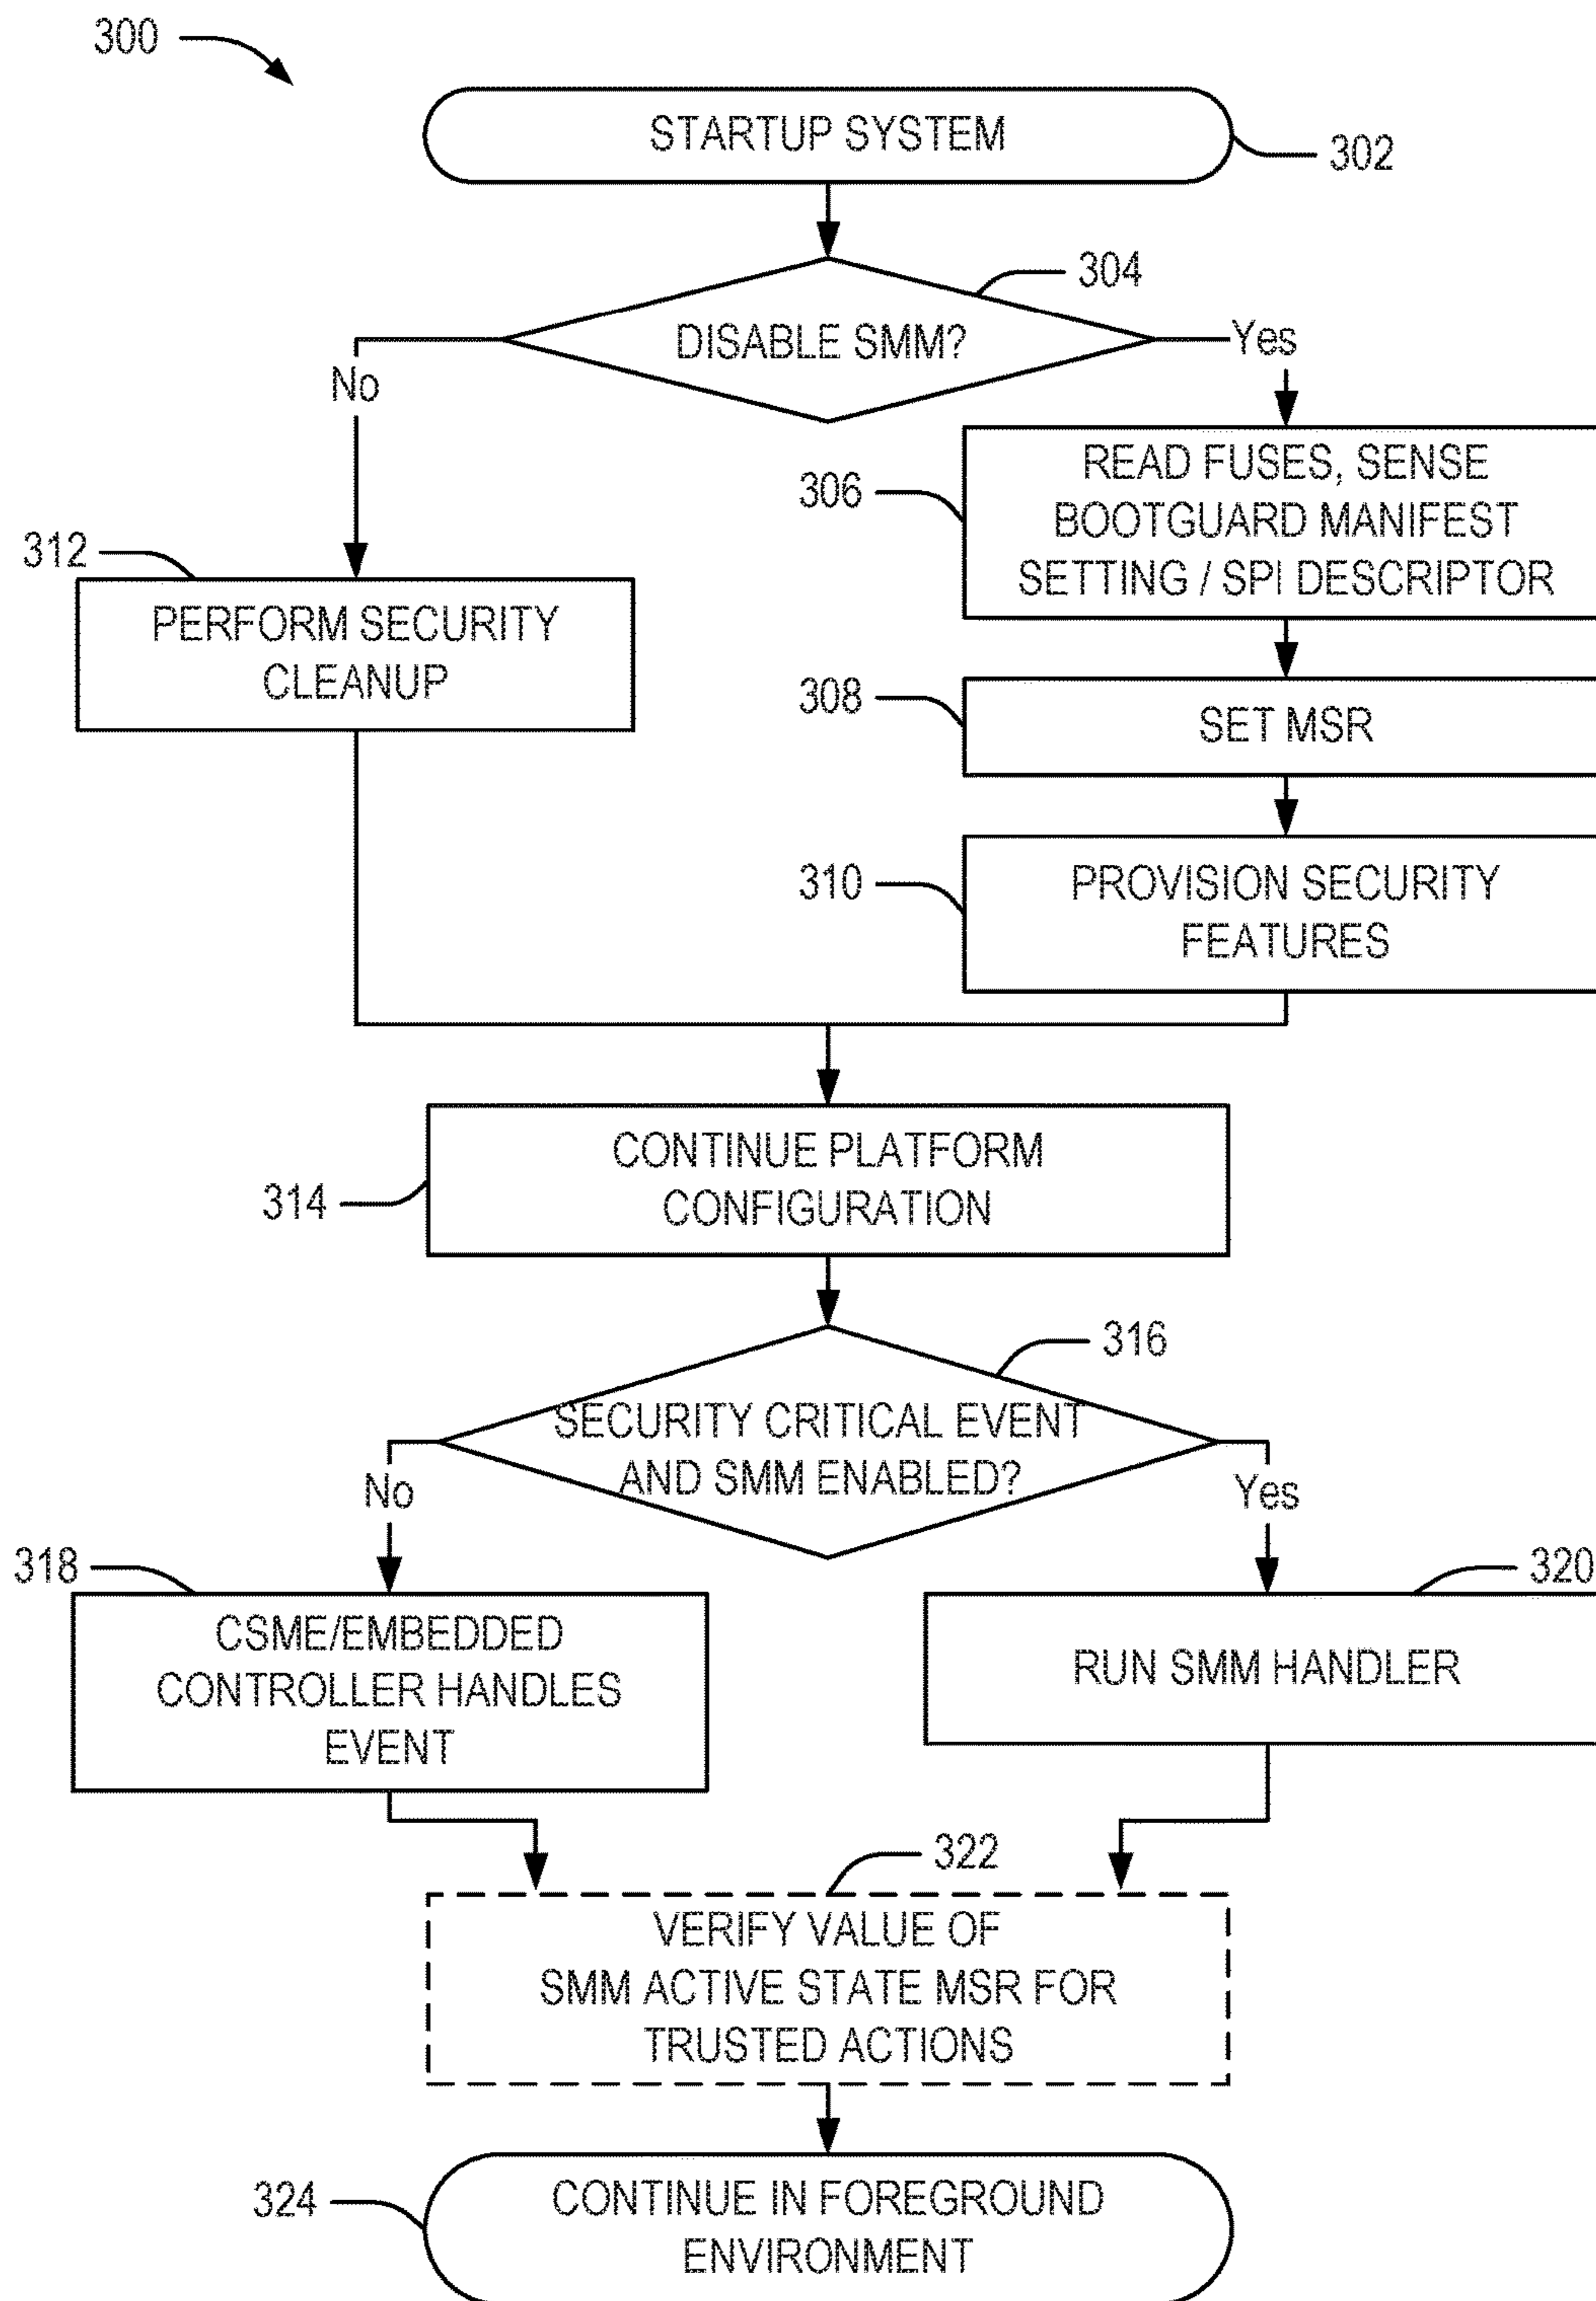 300
STARTUP SYSTEM
302
304
DISABLE SMM?
Yes
No
306
READ FUSES, SENSE
BOOTGUARD MANIFEST
SETTING / SPI DESCRIPTOR
312
PERFORM SECURITY
CLEANUP
308
SET MSR
310
PROVISION SECURITY
FEATURES
314
CONTINUE PLATFORM
CONFIGURATION
316
SECURITY CRITICAL EVENT
AND SMM ENABLED?
No
Yes
318
CSME/EMBEDDED
CONTROLLER HANDLES
EVENT
320
RUN SMM HANDLER
322
VERIFY VALUE OF
SMM ACTIVE STATE MSR FOR
TRUSTED ACTIONS
324
CONTINUE IN FOREGROUND
ENVIRONMENT